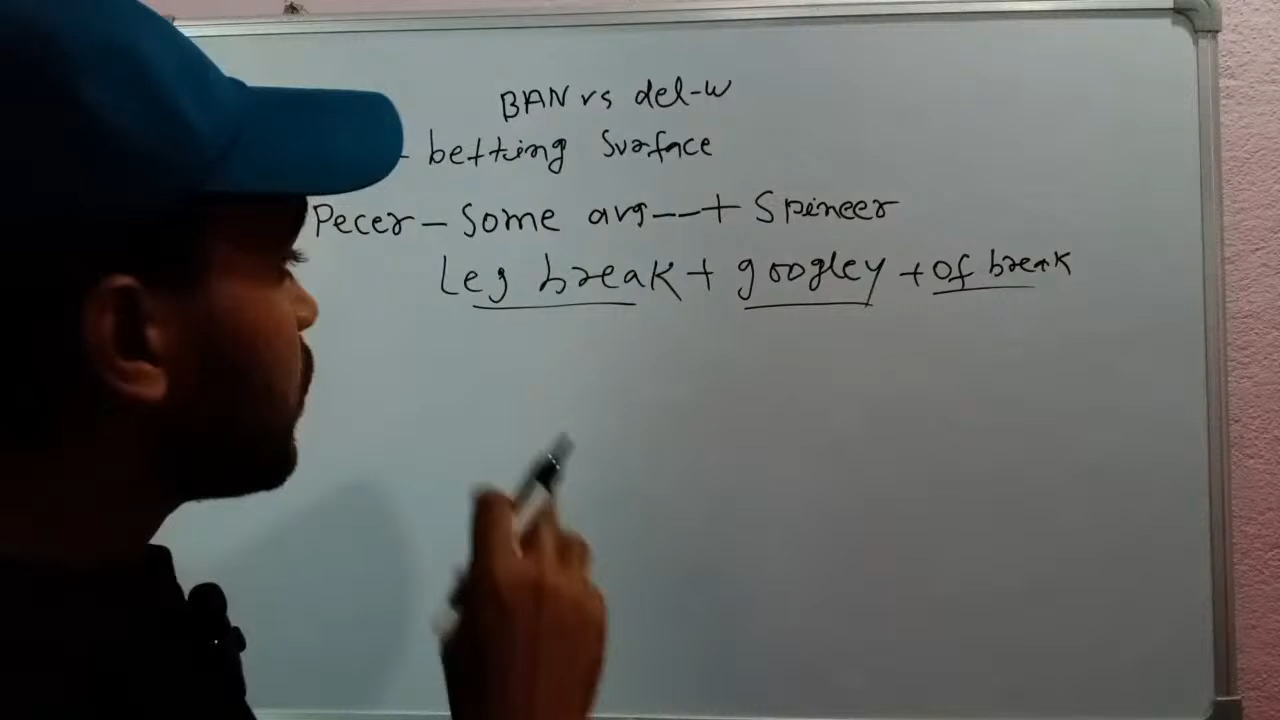 BAN vs del-w
- betting Surface
Pecer - Some avg--+ Spineer
Leg break + googley + of break